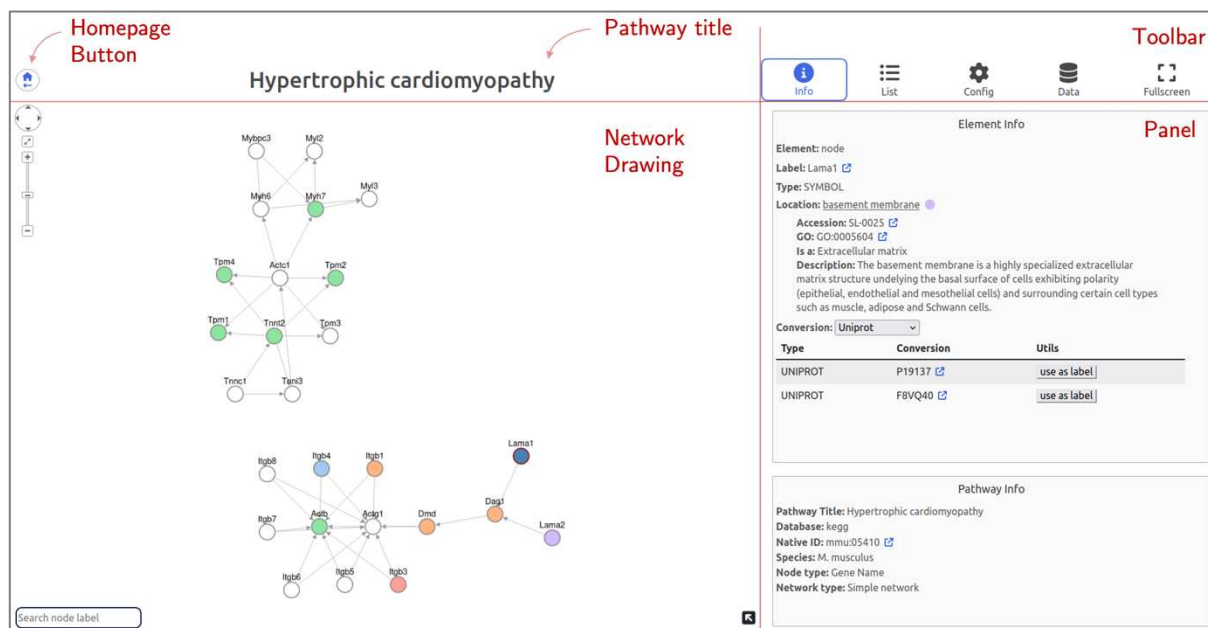 Homepage
Button
Pathway title
Toolbar
Hypertrophic cardiomyopathy
Info
List
Config
Data
Fullscreen
Network
Drawing
Panel
Mybpc3
Myl2
Myh6
Myh7
Myl3
Tpm4
Actc1
Tpm2
Tpm1
Tnnt2
Tpm3
Tnnc1
Tnni3
Itgb8
Itgb4
Itgb1
Lama1
Itgb7
Actb
Actg1
Dmd
Dag1
Lama2
Itgb6
Itgb5
Itgb3
Search node label
Element Info
Element: node
Label: Lama1
Type: SYMBOL
Location: basement membrane
Accession: SL-0025
GO: GO:0005604
Is a: Extracellular matrix
Description: The basement membrane is a highly specialized extracellular
matrix structure undelying the basal surface of cells exhibiting polarity
(epithelial, endothelial and mesothelial cells) and surrounding certain cell types
such as muscle, adipose and Schwann cells.
Conversion: Uniprot
Type Conversion Utils
UNIPROT P19137 use as label
UNIPROT F8VQ40 use as label
Pathway Info
Pathway Title: Hypertrophic cardiomyopathy
Database: kegg
Native ID: mmu:05410
Species: M. musculus
Node type: Gene Name
Network type: Simple network